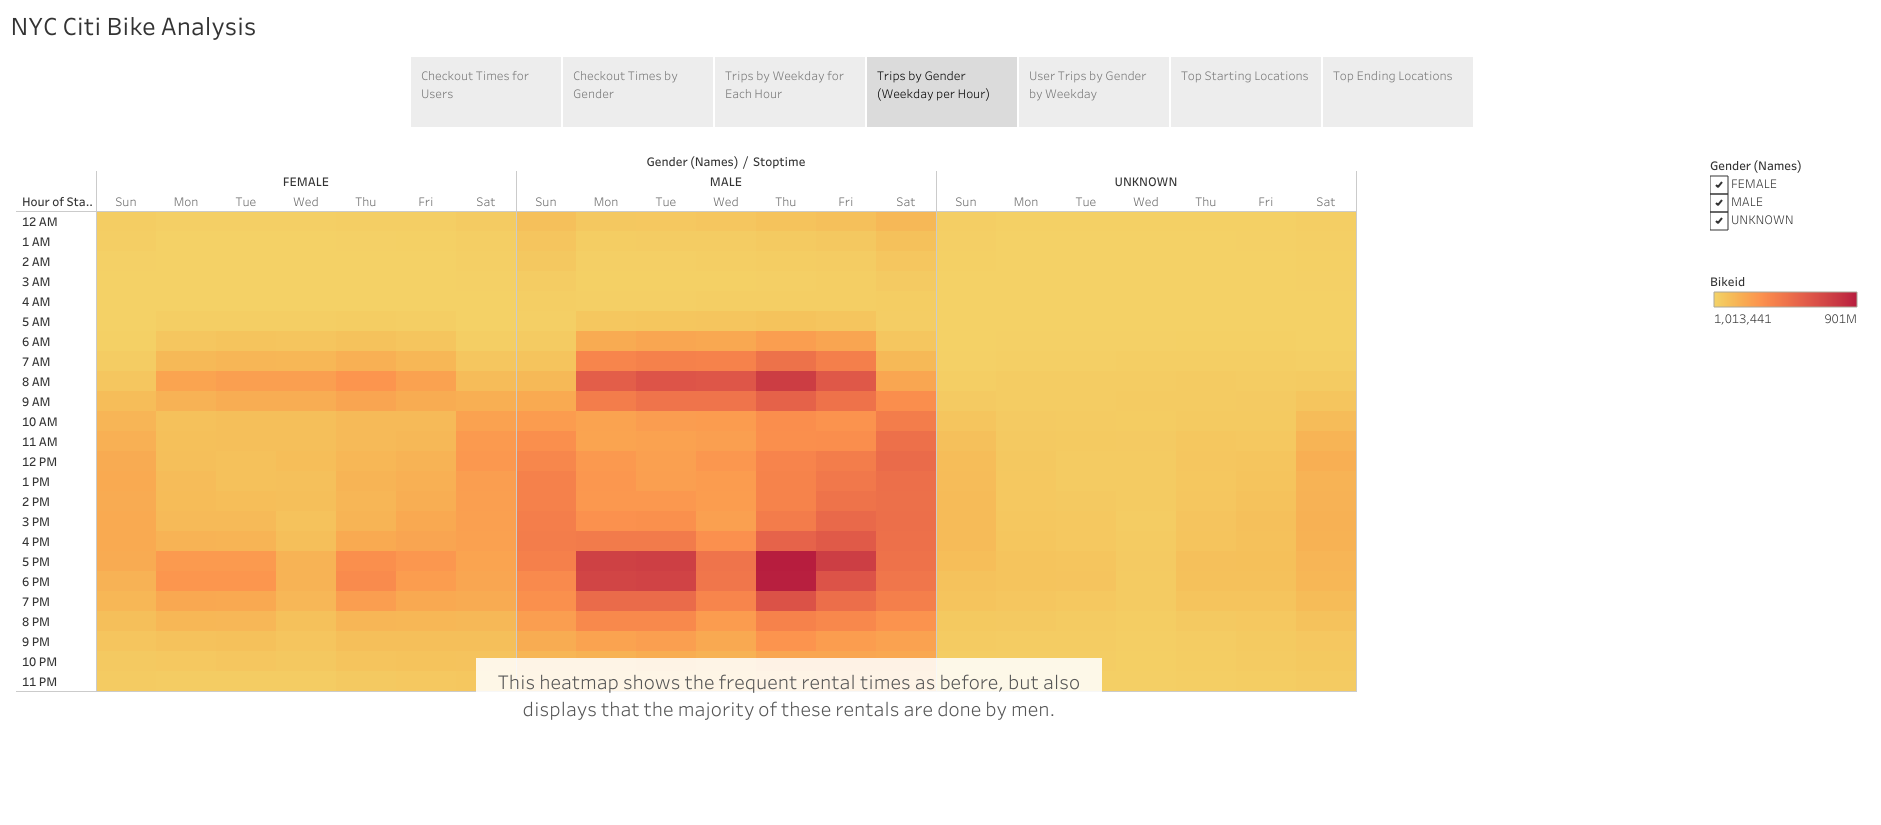 NYC Citi Bike Analysis
Checkout Times for
Users
Checkout Times by
Gender
Trips by Weekday for
Each Hour
Trips by Gender
(Weekday per Hour)
User Trips by Gender
by Weekday
Top Starting Locations
Top Ending Locations
Gender (Names) / Stoptime
FEMALE MALE UNKNOWN
Hour of Sta.. Sun Mon Tue Wed Thu Fri Sat Sun Mon Tue Wed Thu Fri Sat Sun Mon Tue Wed Thu Fri Sat
12 AM
1 AM
2 AM
3 AM
4 AM
5 AM
6 AM
7 AM
8 AM
9 AM
10 AM
11 AM
12 PM
1 PM
2 PM
3 PM
4 PM
5 PM
6 PM
7 PM
8 PM
9 PM
10 PM
11 PM
This heatmap shows the frequent rental times as before, but also
displays that the majority of these rentals are done by men.
Gender (Names)
FEMALE
MALE
UNKNOWN
Bikeid
1,013,441 901M